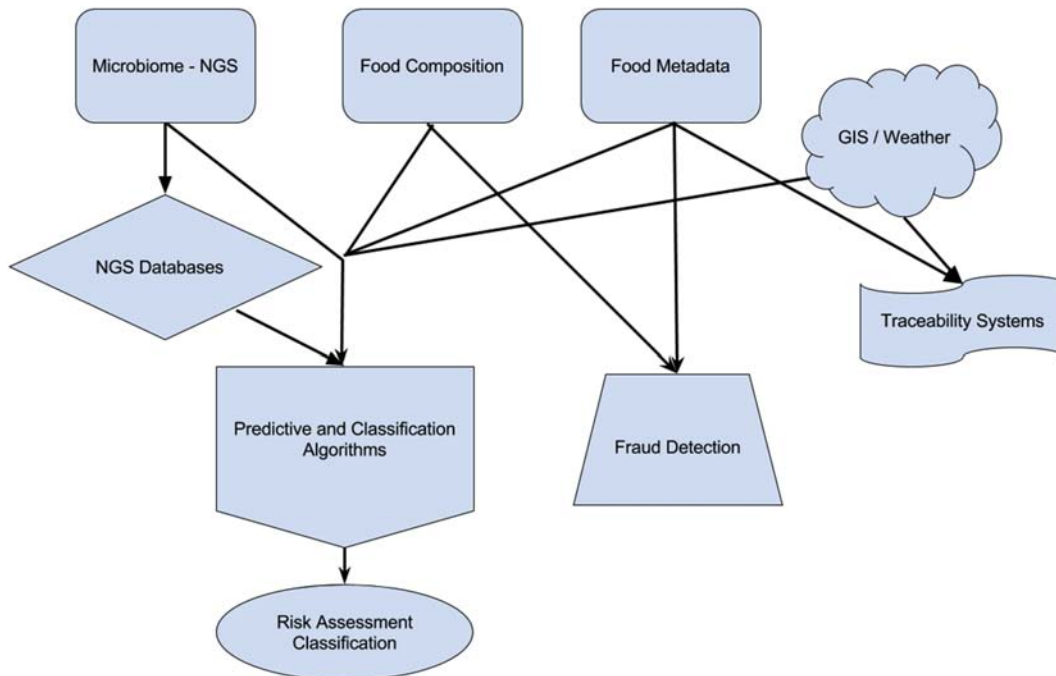 Microbiome - NGS
Food Composition
Food Metadata
GIS / Weather
NGS Databases
Traceability Systems
Predictive and Classification
Algorithms
Fraud Detection
Risk Assessment
Classification